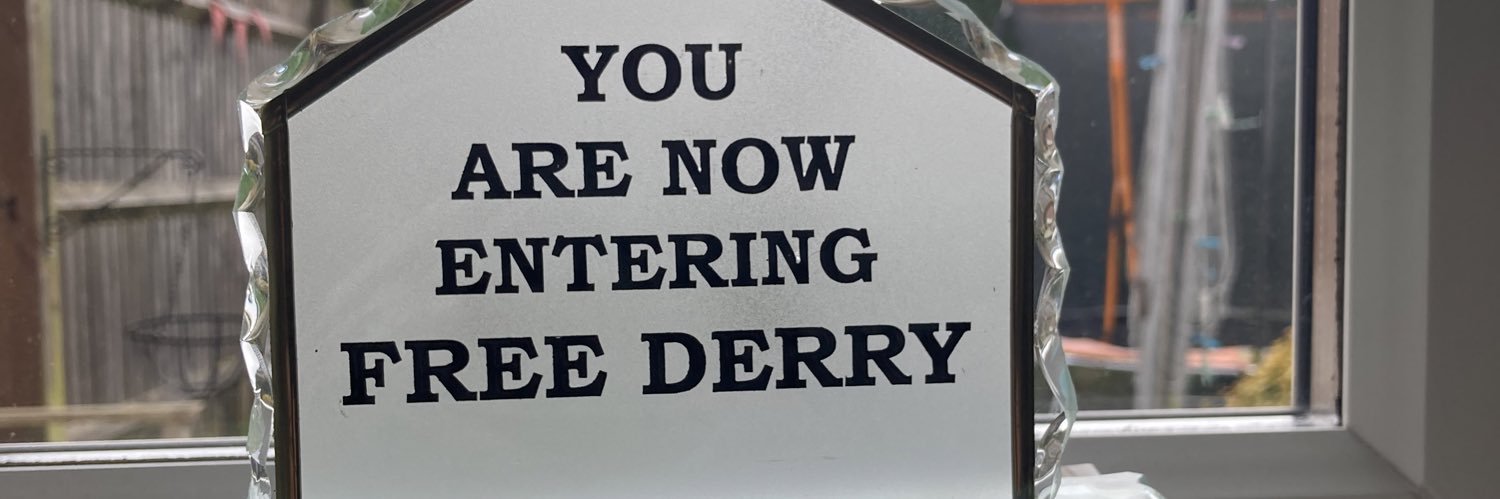 YOU
ARE NOW
ENTERING
FREE DERRY